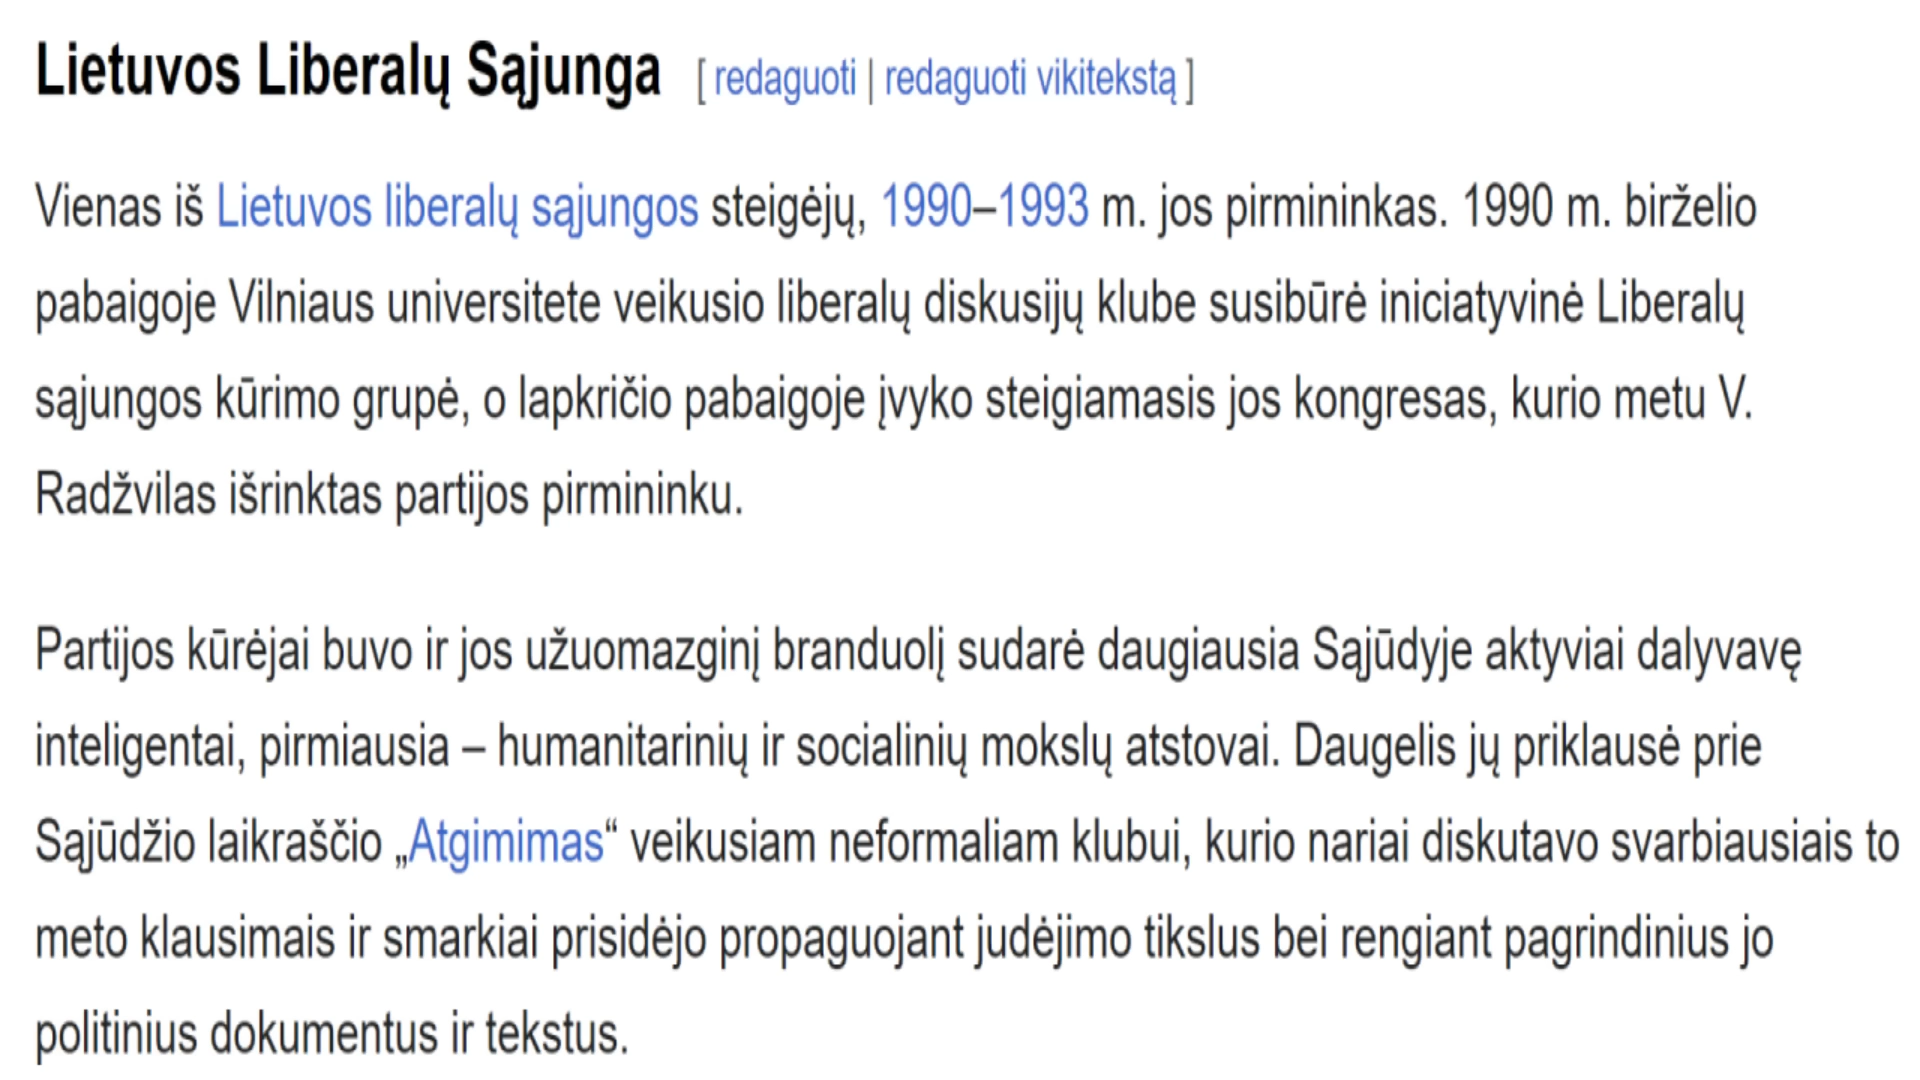 Lietuvos Liberalų Sąjunga [ redaguoti | redaguoti vikitekstą ]
Vienas iš Lietuvos liberalų sąjungos steigėjų, 1990–1993 m. jos pirmininkas. 1990 m. birželio
pabaigoje Vilniaus universitete veikusio liberalų diskusijų klube susibūrė iniciatyvinė Liberalų
sąjungos kūrimo grupė, o lapkričio pabaigoje įvyko steigiamasis jos kongresas, kurio metu V.
Radžvilas išrinktas partijos pirmininku.
Partijos kūrėjai buvo ir jos užuomazginį branduolį sudarė daugiausia Sąjūdyje aktyviai dalyvavę
inteligentai, pirmiausia – humanitarinių ir socialinių mokslų atstovai. Daugelis jų priklausė prie
Sąjūdžio laikraščio „Atgimimas“ veikusiam neformaliam klubui, kurio nariai diskutavo svarbiausiais to
meto klausimais ir smarkiai prisidėjo propaguojant judėjimo tikslus bei rengiant pagrindinius jo
politinius dokumentus ir tekstus.